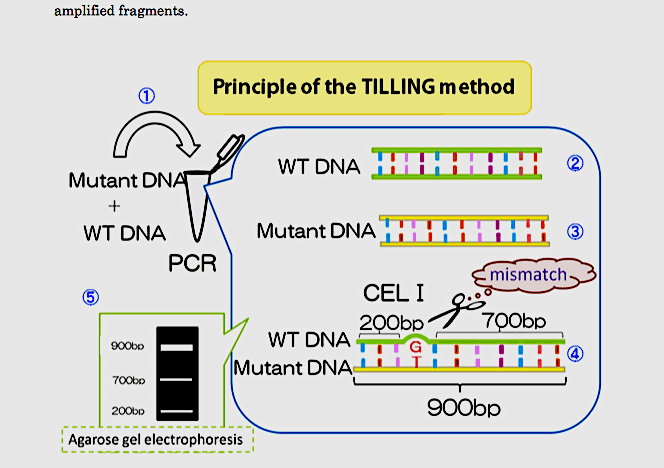 amplified fragments.
Principle of the TILLING method
①
Mutant DNA
+
WT DNA
PCR
WT DNA
②
Mutant DNA
③
mismatch
CEL I
200bp
700bp
WT DNA
G
T
Mutant DNA
④
900bp
⑤
900bp
700bp
200bp
Agarose gel electrophoresis